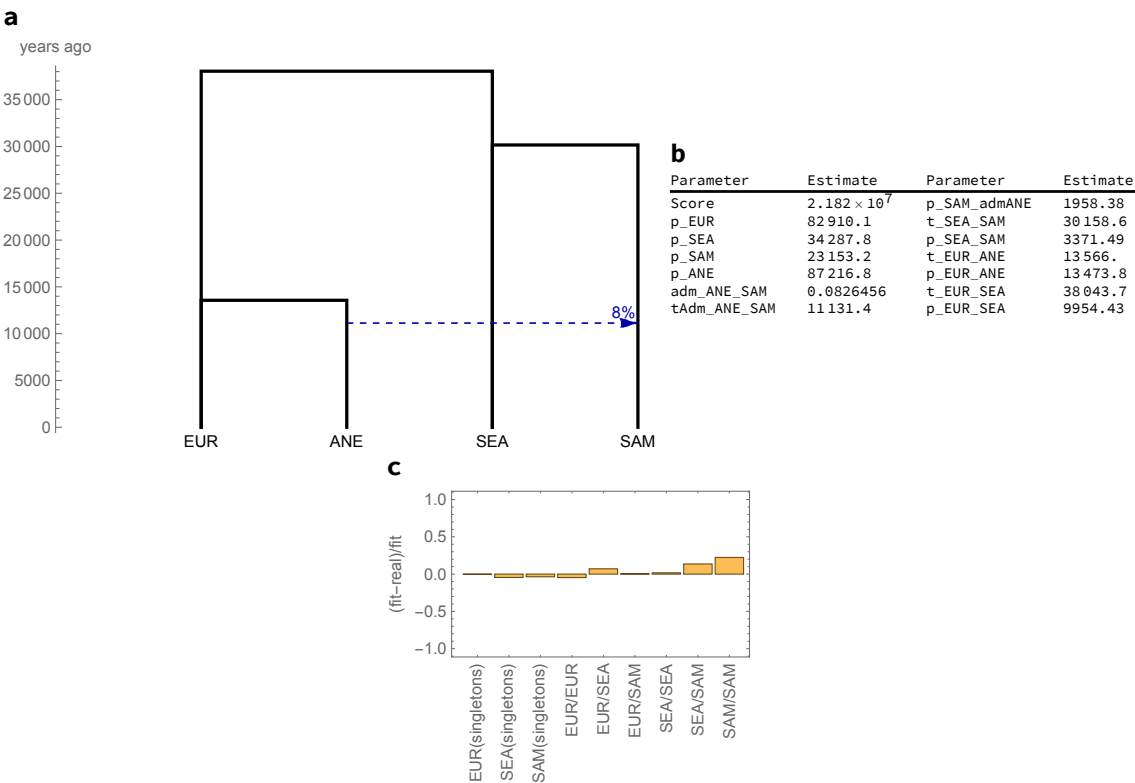 a
years ago
35000
30000
25000
20000
15000
10000
5000
0
8%
EUR ANE SEA SAM
b
Parameter Estimate Parameter Estimate
Score 2.182 × 10^7 p_SAM_admANE 1958.38
p_EUR 82910.1 t_SEA_SAM 30158.6
p_SEA 34287.8 p_SEA_SAM 3371.49
p_SAM 23153.2 t_EUR_ANE 13566.
p_ANE 87216.8 p_EUR_ANE 13473.8
adm_ANE_SAM 0.0826456 t_EUR_SEA 38043.7
tAdm_ANE_SAM 11131.4 p_EUR_SEA 9954.43
c
(fit−real)/fit
1.0
0.5
0.0
−0.5
−1.0
EUR(singletons)
SEA(singletons)
SAM(singletons)
EUR/EUR
EUR/SEA
EUR/SAM
SEA/SEA
SEA/SAM
SAM/SAM